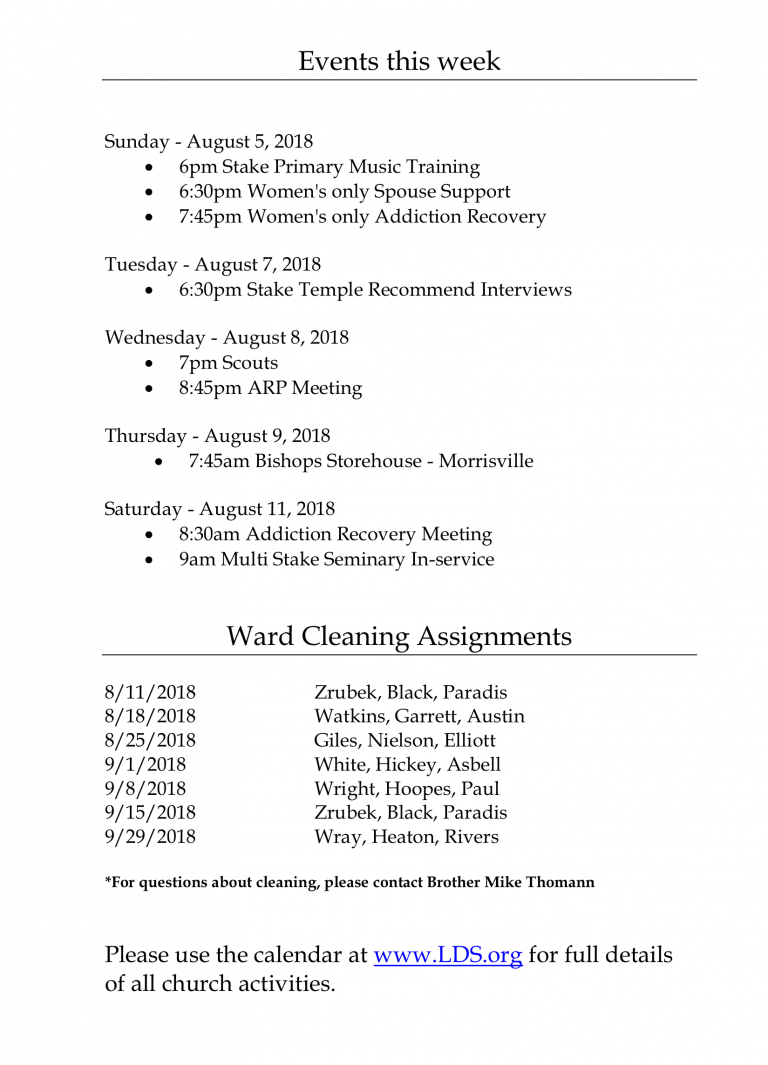 Events this week
Sunday - August 5, 2018
• 6pm Stake Primary Music Training
• 6:30pm Women's only Spouse Support
• 7:45pm Women's only Addiction Recovery
Tuesday - August 7, 2018
• 6:30pm Stake Temple Recommend Interviews
Wednesday - August 8, 2018
• 7pm Scouts
• 8:45pm ARP Meeting
Thursday - August 9, 2018
• 7:45am Bishops Storehouse - Morrisville
Saturday - August 11, 2018
• 8:30am Addiction Recovery Meeting
• 9am Multi Stake Seminary In-service
Ward Cleaning Assignments
8/11/2018 Zrubek, Black, Paradis
8/18/2018 Watkins, Garrett, Austin
8/25/2018 Giles, Nielson, Elliott
9/1/2018 White, Hickey, Asbell
9/8/2018 Wright, Hoopes, Paul
9/15/2018 Zrubek, Black, Paradis
9/29/2018 Wray, Heaton, Rivers
*For questions about cleaning, please contact Brother Mike Thomann
Please use the calendar at www.LDS.org for full details
of all church activities.